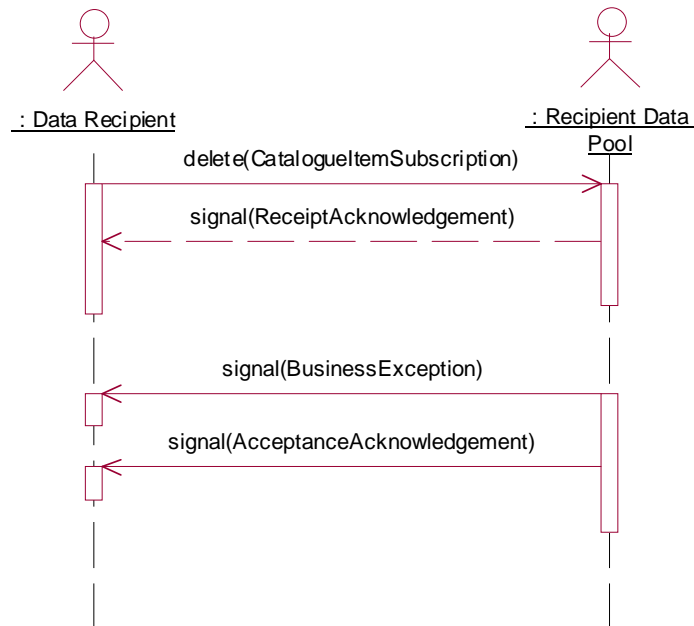 : Data Recipient
: Recipient Data
Pool
delete(CatalogueItemSubscription)
signal(ReceiptAcknowledgement)
signal(BusinessException)
signal(AcceptanceAcknowledgement)